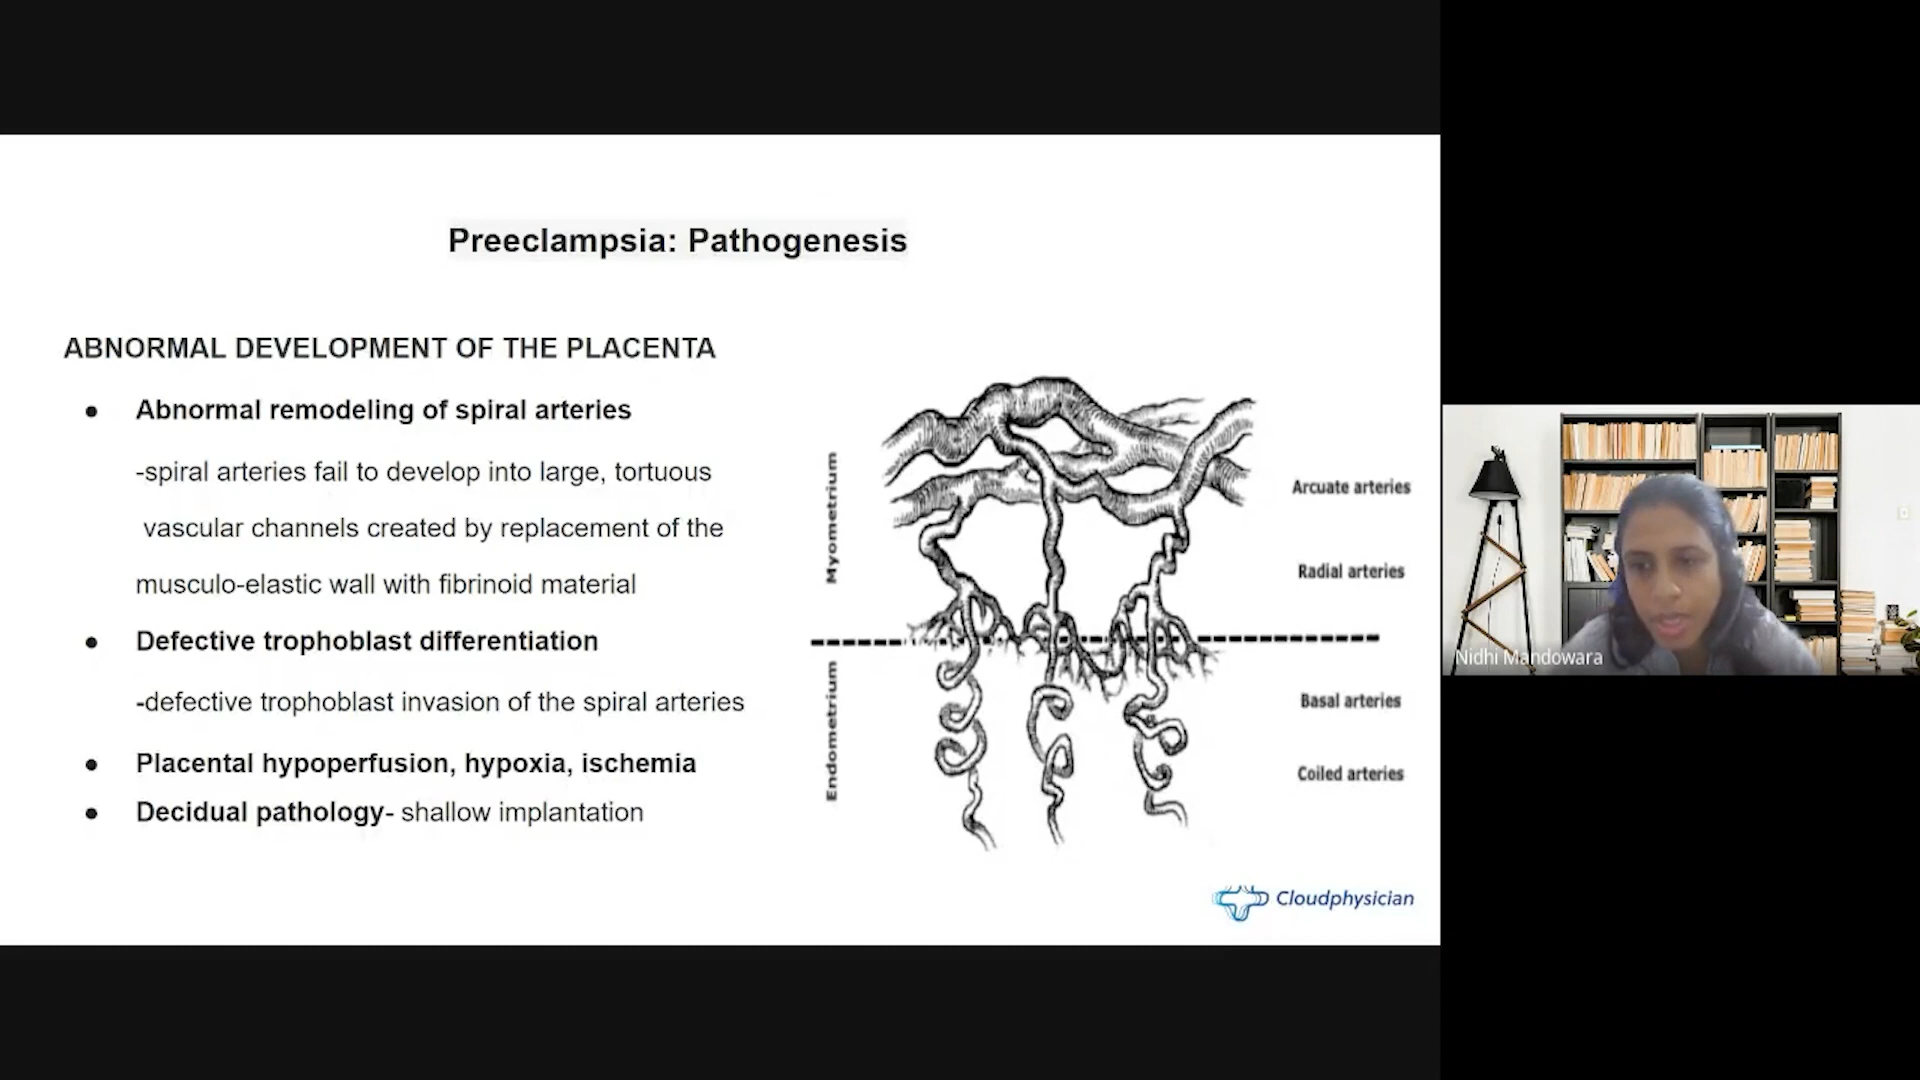 Preeclampsia: Pathogenesis
ABNORMAL DEVELOPMENT OF THE PLACENTA
● Abnormal remodeling of spiral arteries
-spiral arteries fail to develop into large, tortuous
vascular channels created by replacement of the
musculo-elastic wall with fibrinoid material
● Defective trophoblast differentiation
-defective trophoblast invasion of the spiral arteries
● Placental hypoperfusion, hypoxia, ischemia
● Decidual pathology- shallow implantation
Myometrium
Endometrium
Arcuate arteries
Radial arteries
Basal arteries
Coiled arteries
Cloudphysician
Nidhi Mandowara